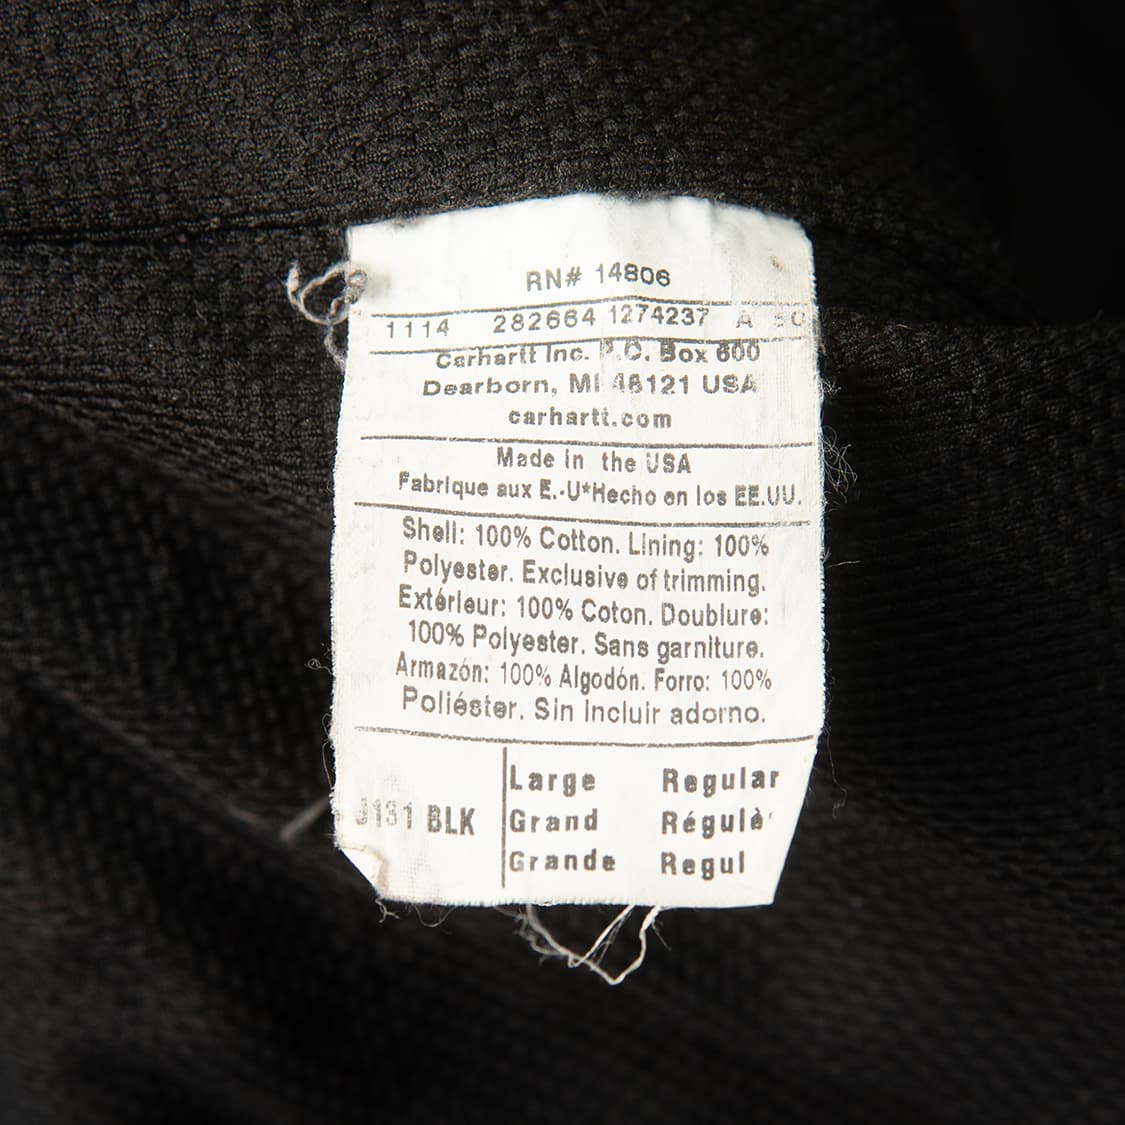 RN# 14806
1114 282664 1274237 A
Carhartt Inc. P.O. Box 600
Dearborn, MI 48121 USA
carhartt.com
Made in the USA
Fabrique aux E.-U*Hecho en los EE.UU.
Shell: 100% Cotton. Lining: 100%
Polyester. Exclusive of trimming.
Extérieur: 100% Coton. Doublure:
100% Polyester. Sans garniture.
Armazón: 100% Algodón. Forro: 100%
Poliéster. Sin incluir adorno.
J131 BLK
Large Regular
Grand Régulè
Grande Regul